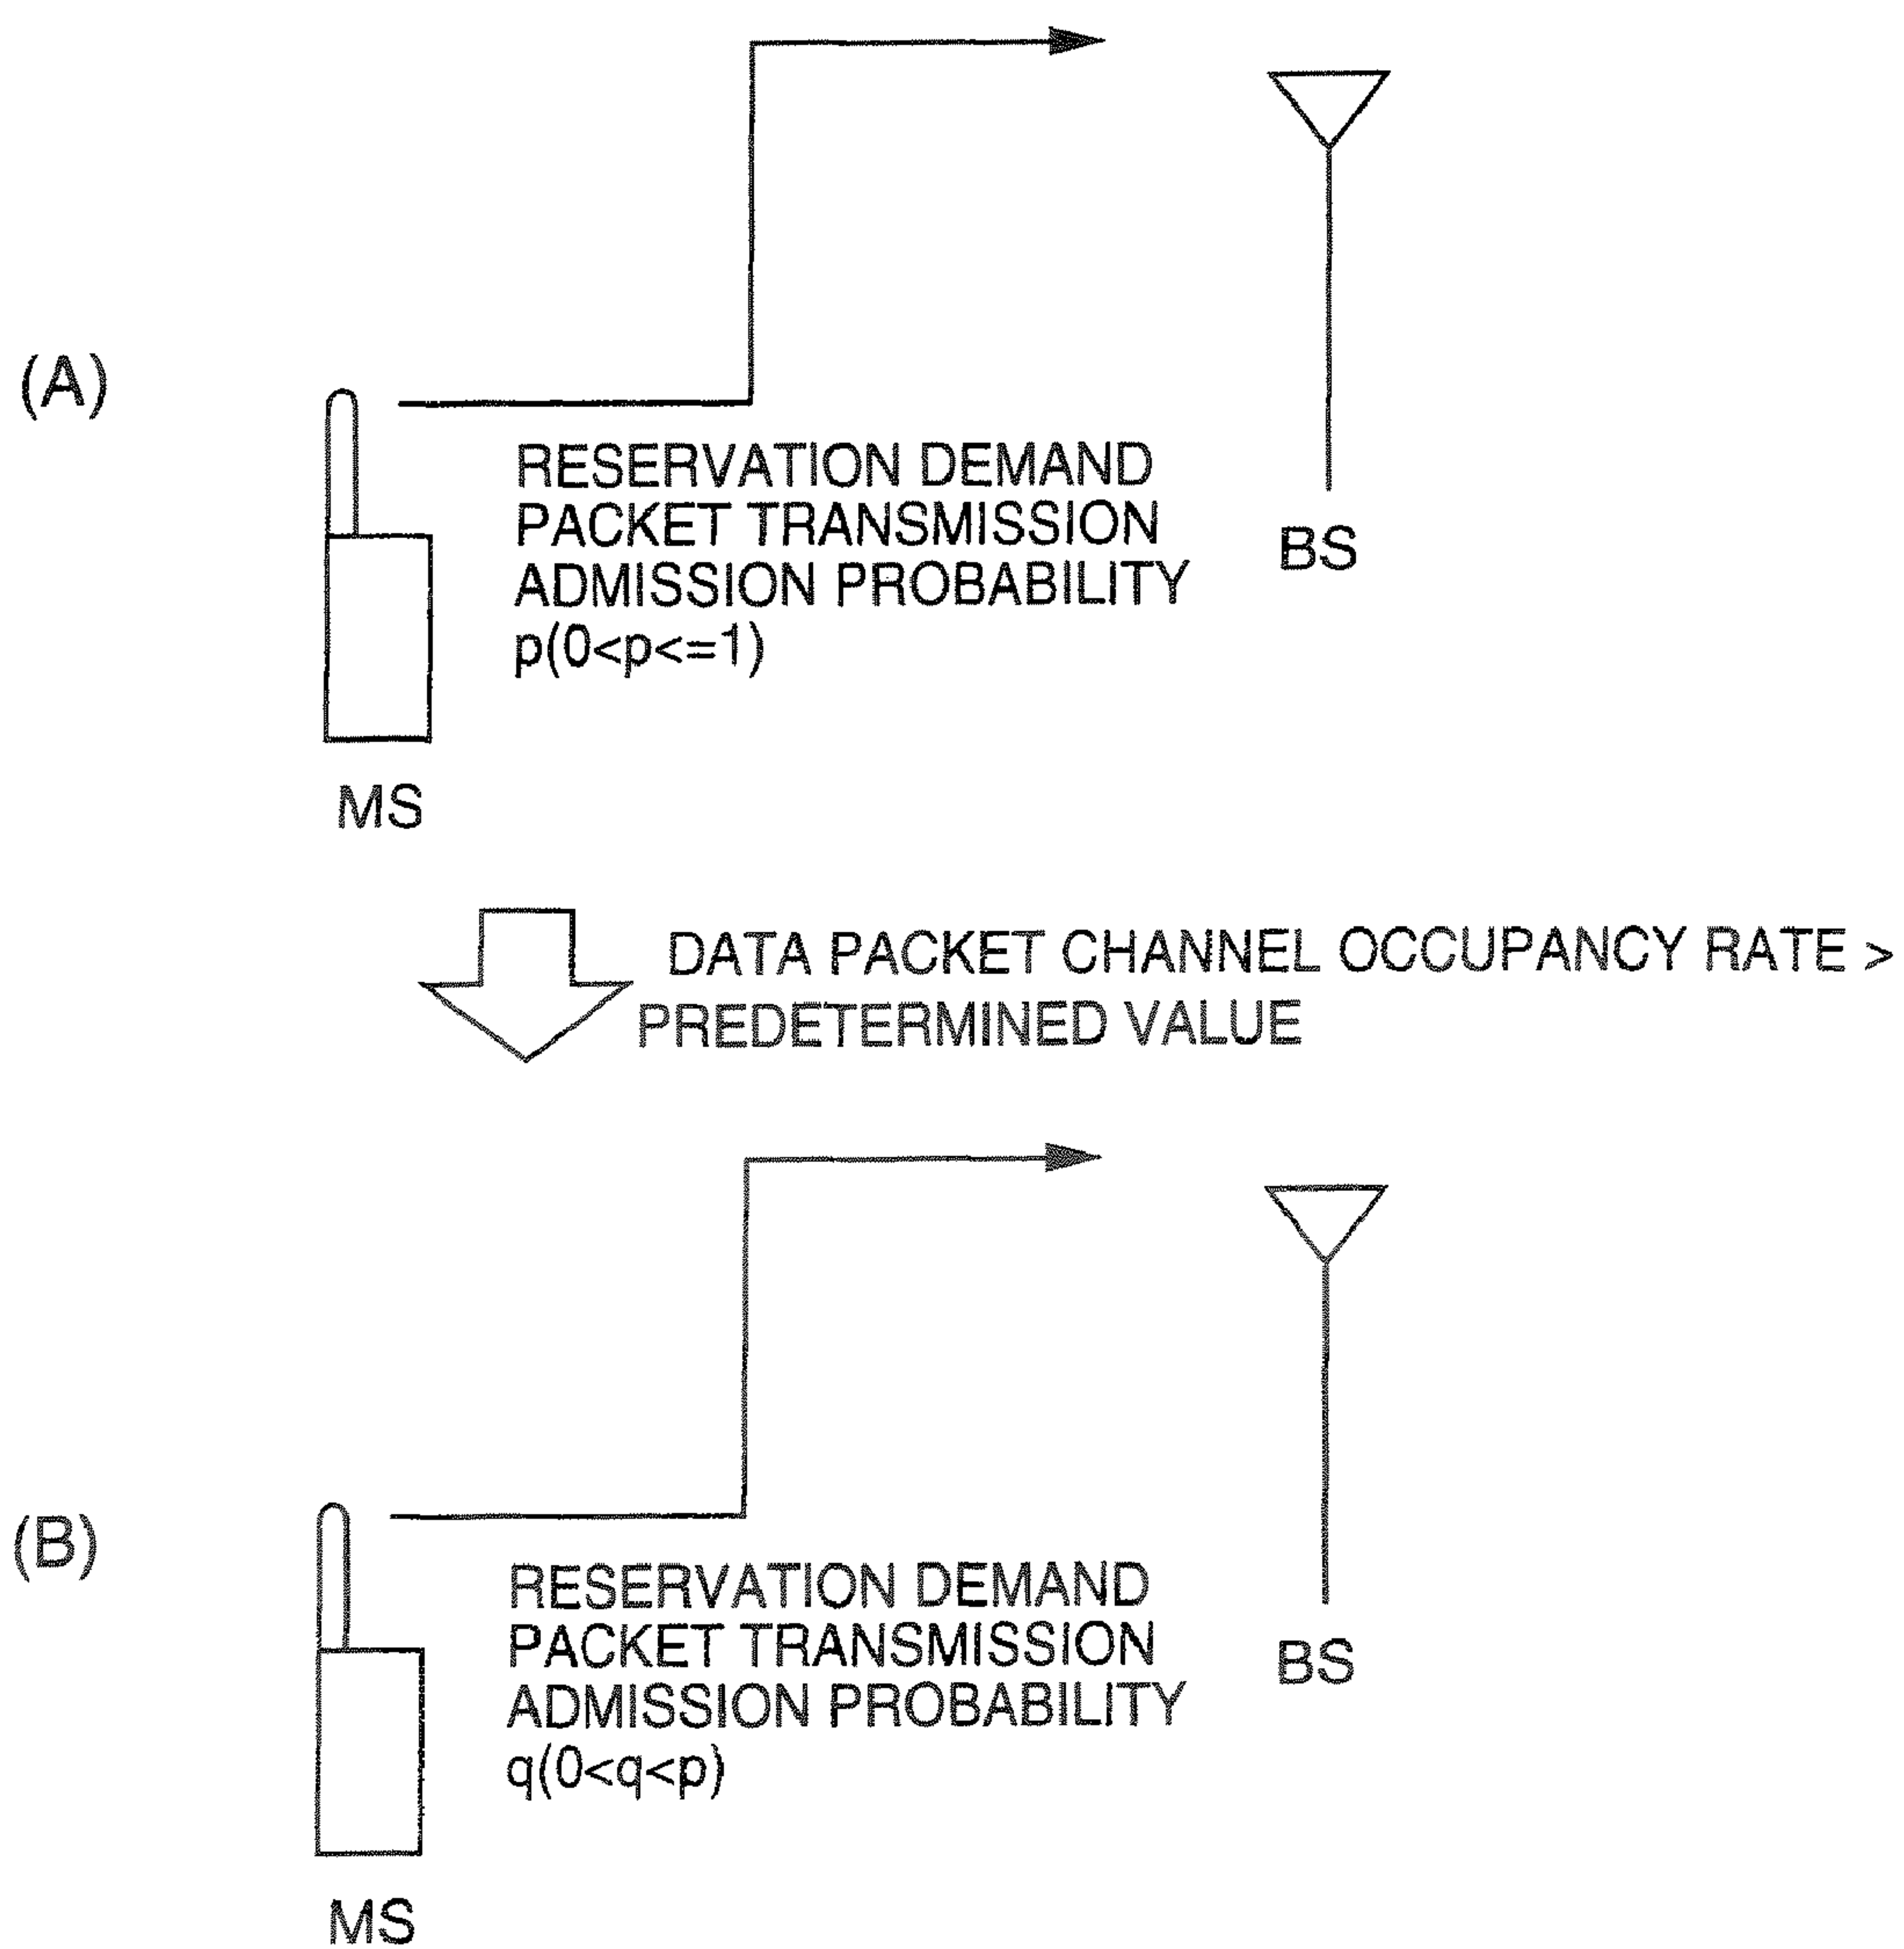 (A)
RESERVATION DEMAND
PACKET TRANSMISSION
ADMISSION PROBABILITY
p(0<p<=1)
BS
MS
DATA PACKET CHANNEL OCCUPANCY RATE >
PREDETERMINED VALUE
(B)
RESERVATION DEMAND
PACKET TRANSMISSION
ADMISSION PROBABILITY
q(0<q<p)
BS
MS